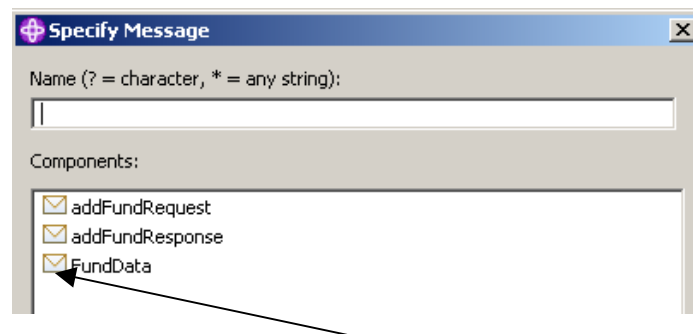 Specify Message
Name (? = character, * = any string):
Components:
addFundRequest
addFundResponse
FundData